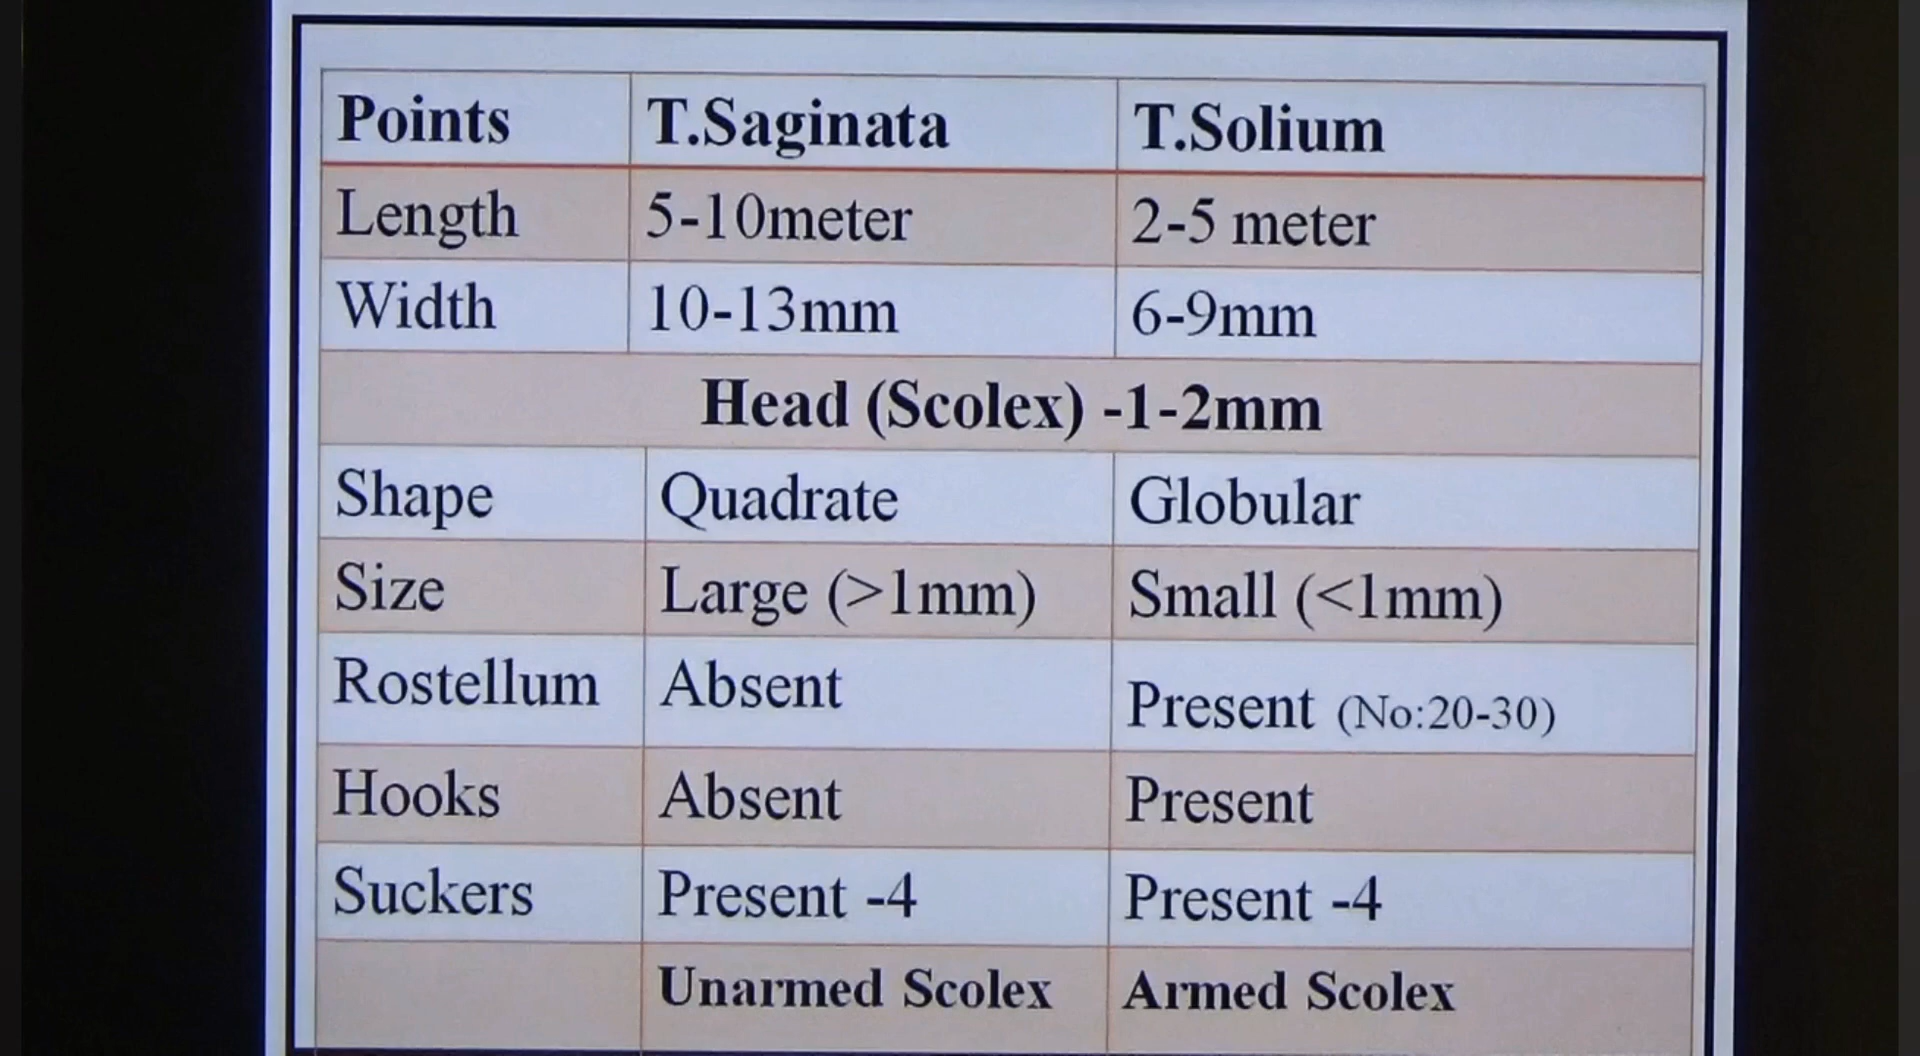 Points T.Saginata T.Solium
Length 5-10meter 2-5 meter
Width 10-13mm 6-9mm
Head (Scolex) -1-2mm
Shape Quadrate Globular
Size Large (>1mm) Small (<1mm)
Rostellum Absent Present (No:20-30)
Hooks Absent Present
Suckers Present -4 Present -4
Unarmed Scolex Armed Scolex